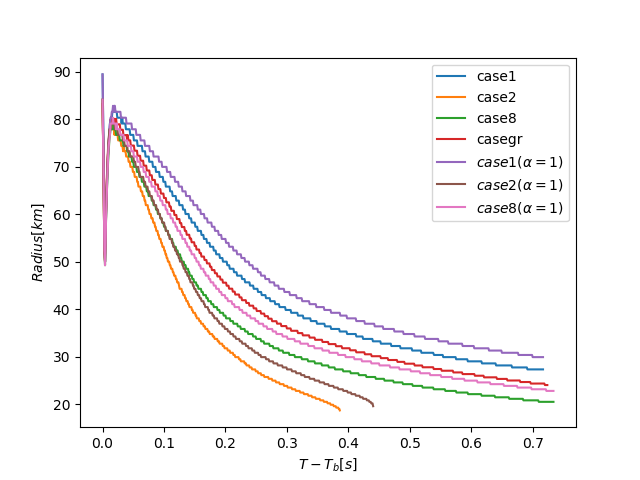 90
80
70
60
50
40
30
20
Radius[km]
0.0 0.1 0.2 0.3 0.4 0.5 0.6 0.7
T − T_b[s]
case1
case2
case8
casegr
case1(α = 1)
case2(α = 1)
case8(α = 1)